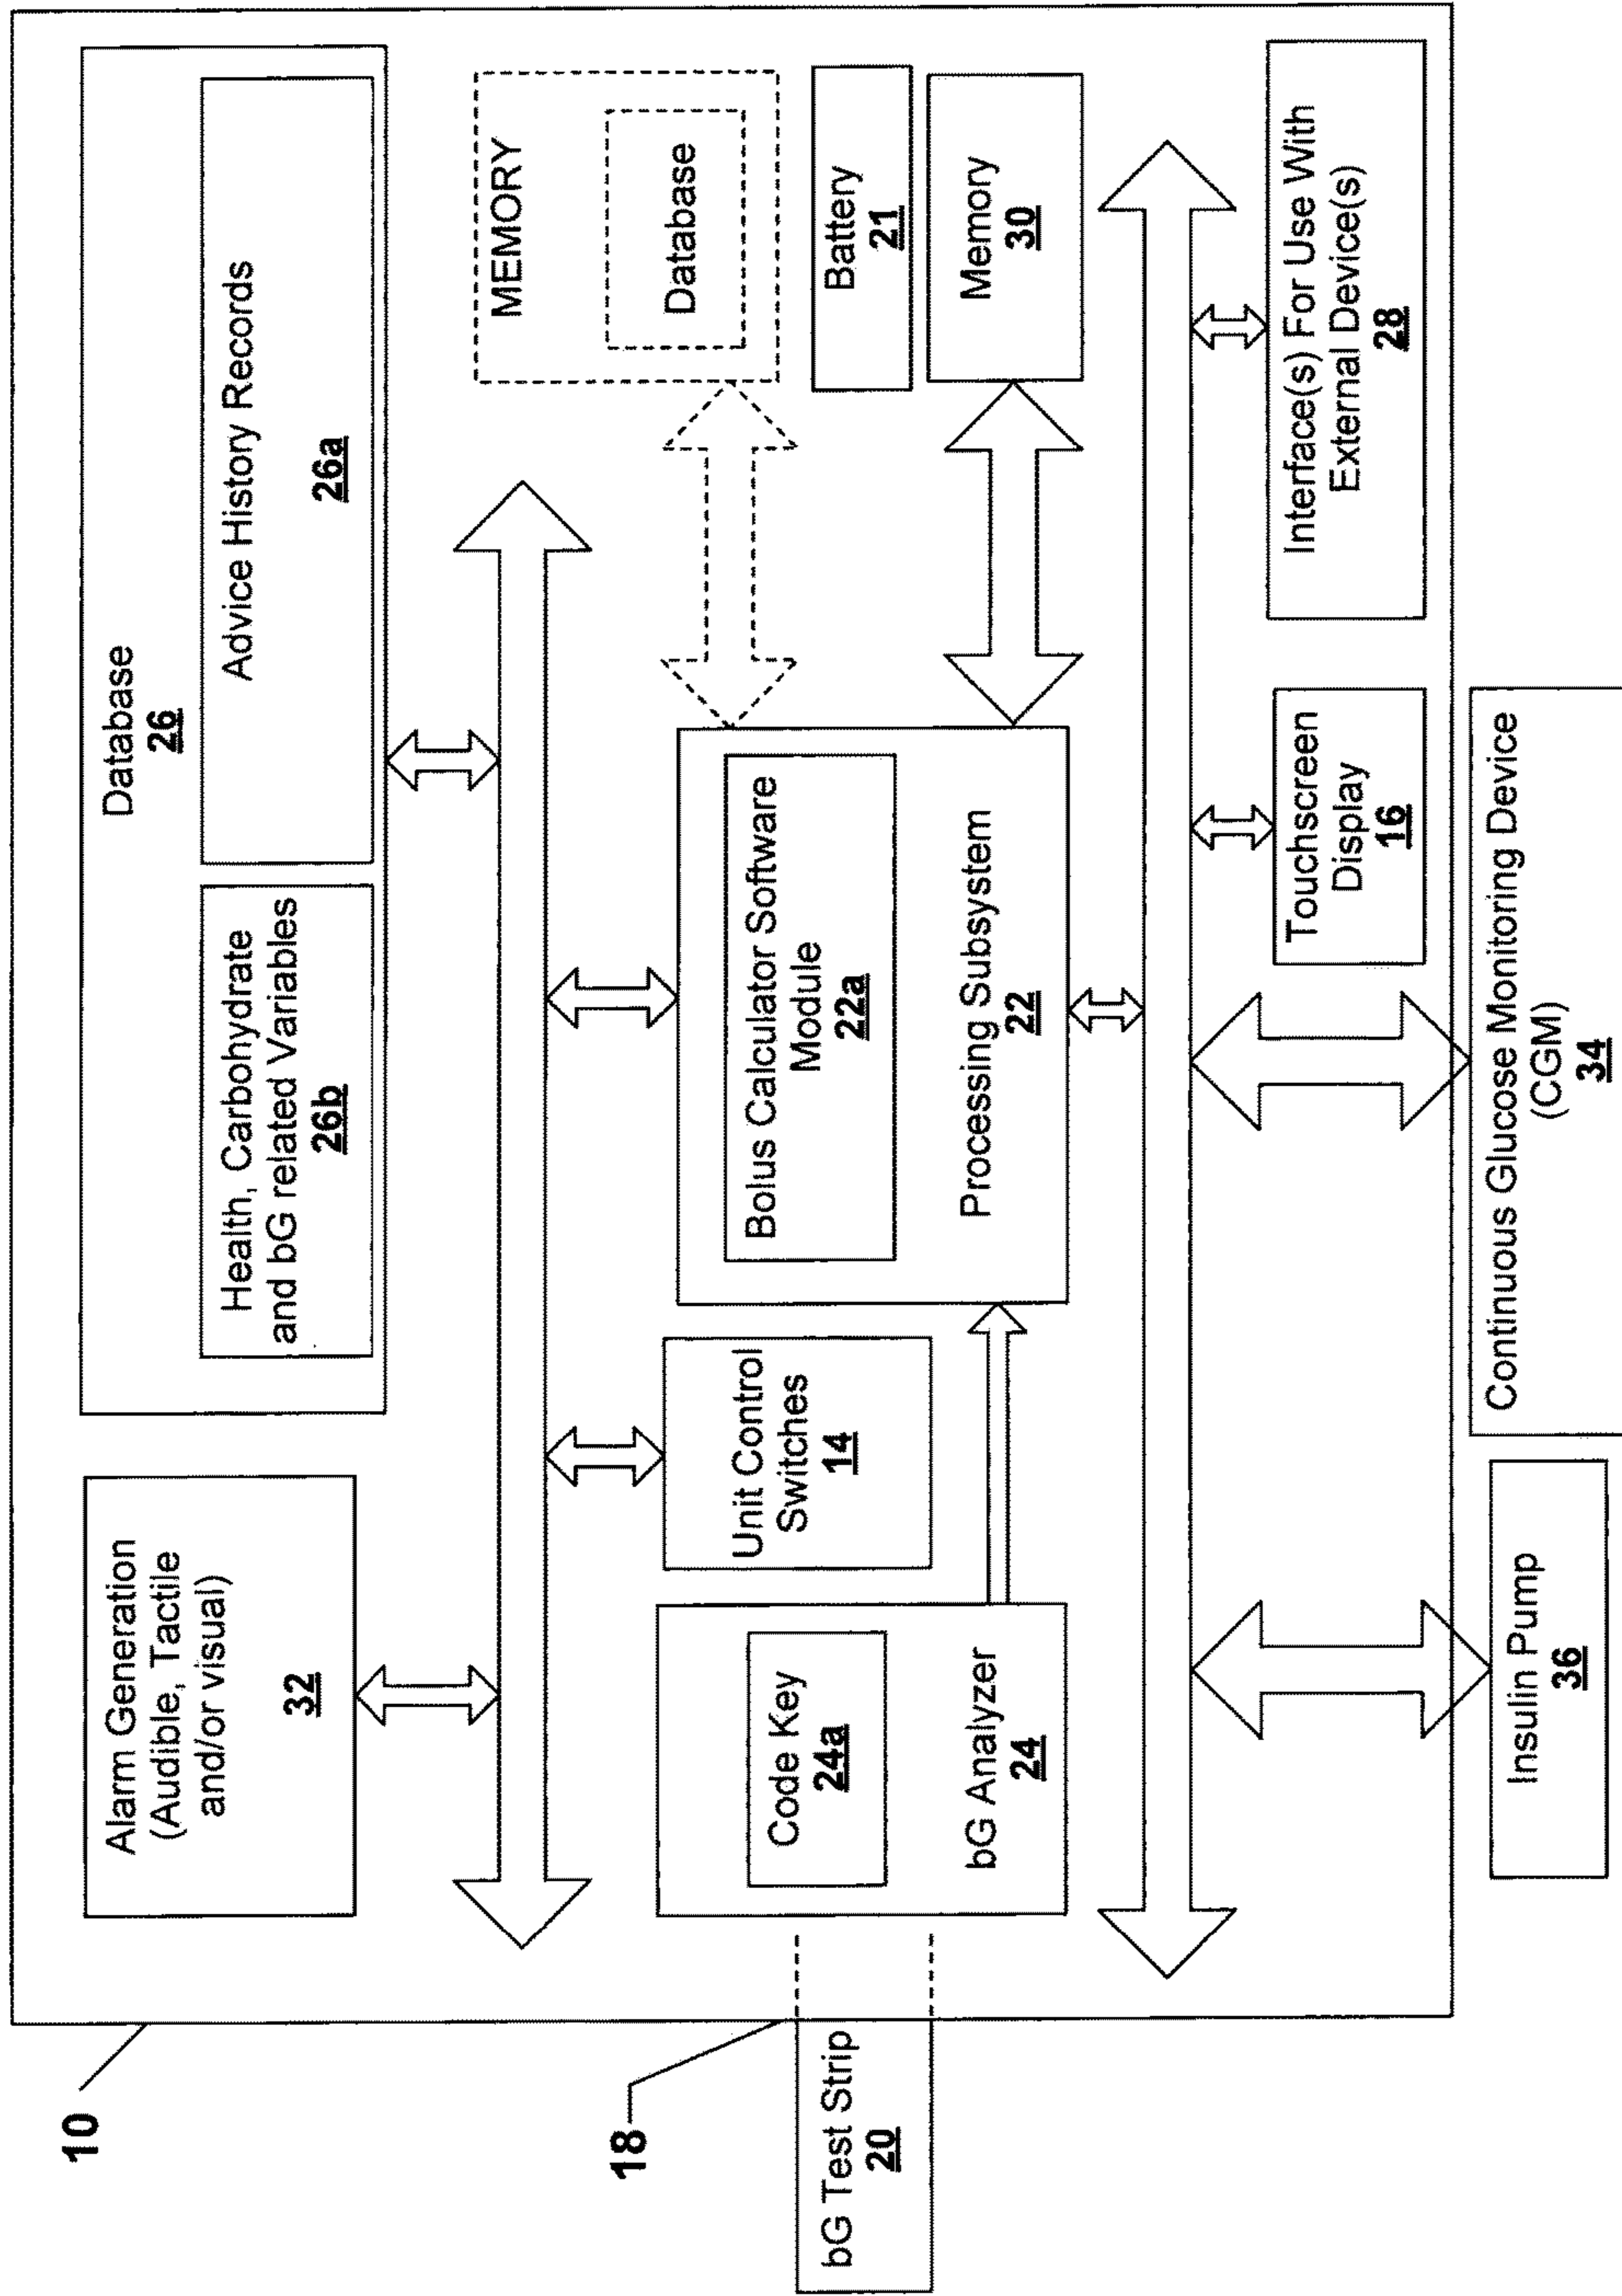 10
Alarm Generation
(Audible, Tactile
and/or visual)
32
Database
26
Health, Carbohydrate
and bG related Variables
26b
Advice History Records
26a
18
bG Test Strip
20
Code Key
24a
bG Analyzer
24
Unit Control
Switches
14
Bolus Calculator Software
Module
22a
Processing Subsystem
22
MEMORY
Database
Battery
21
Memory
30
Insulin Pump
36
Continuous Glucose Monitoring Device
(CGM)
34
Touchscreen
Display
16
Interface(s) For Use With
External Device(s)
28